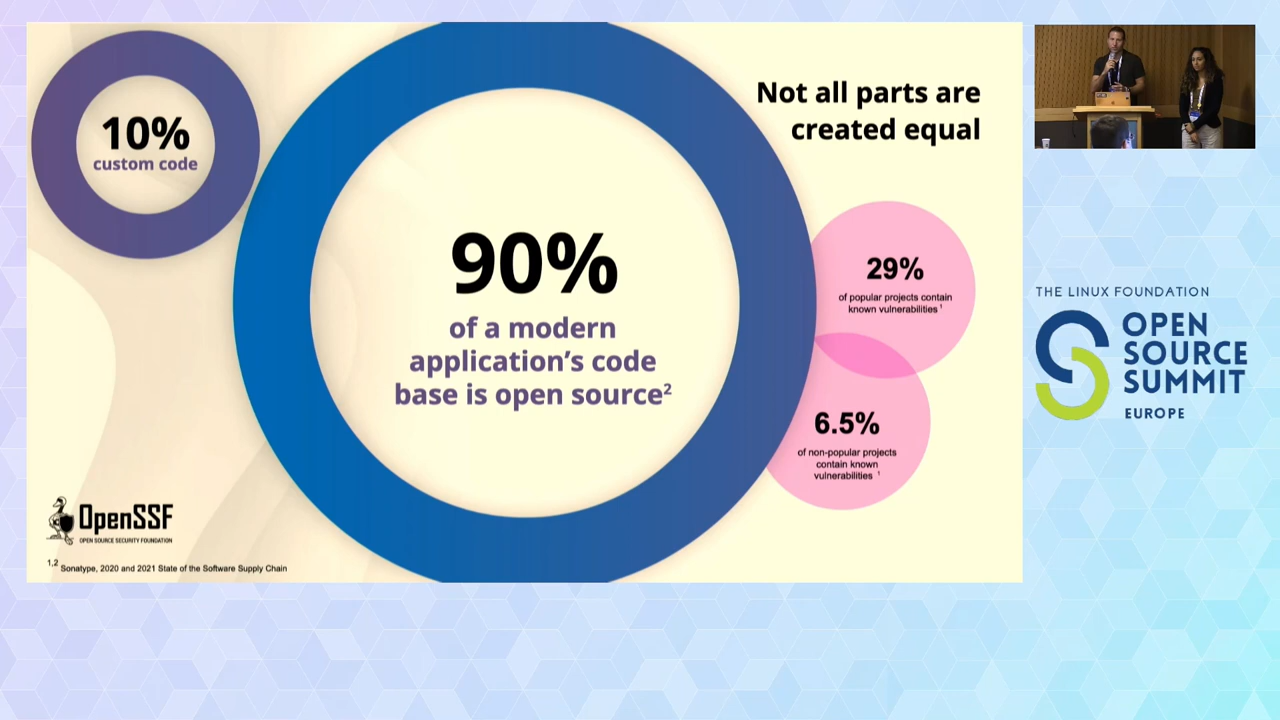 10%
custom code
90%
of a modern
application's code
base is open source²
Not all parts are
created equal
29%
of popular projects contain
known vulnerabilities ¹
6.5%
of non-popular projects
contain known
vulnerabilities ¹
OpenSSF
OPEN SOURCE SECURITY FOUNDATION
1,2 Sonatype, 2020 and 2021 State of the Software Supply Chain
THE LINUX FOUNDATION
OPEN
SOURCE
SUMMIT
EUROPE